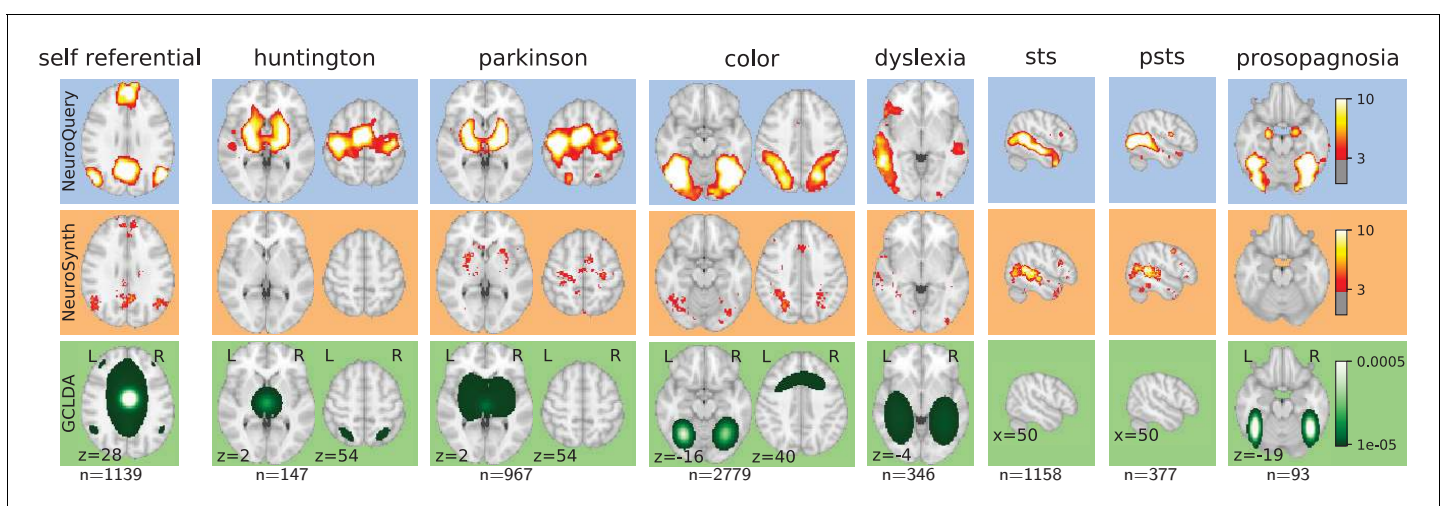 self referential huntington parkinson color dyslexia sts psts prosopagnosia
NeuroQuery
10
3
NeuroSynth
10
3
GCLDA
L R L R L R L R L R L R L R L R
0.0005
1e-05
z=28 z=2 z=54 z=2 z=54 z=-16 z=40 z=-4 x=50 x=50 z=-19
n=1139 n=147 n=967 n=2779 n=346 n=1158 n=377 n=93